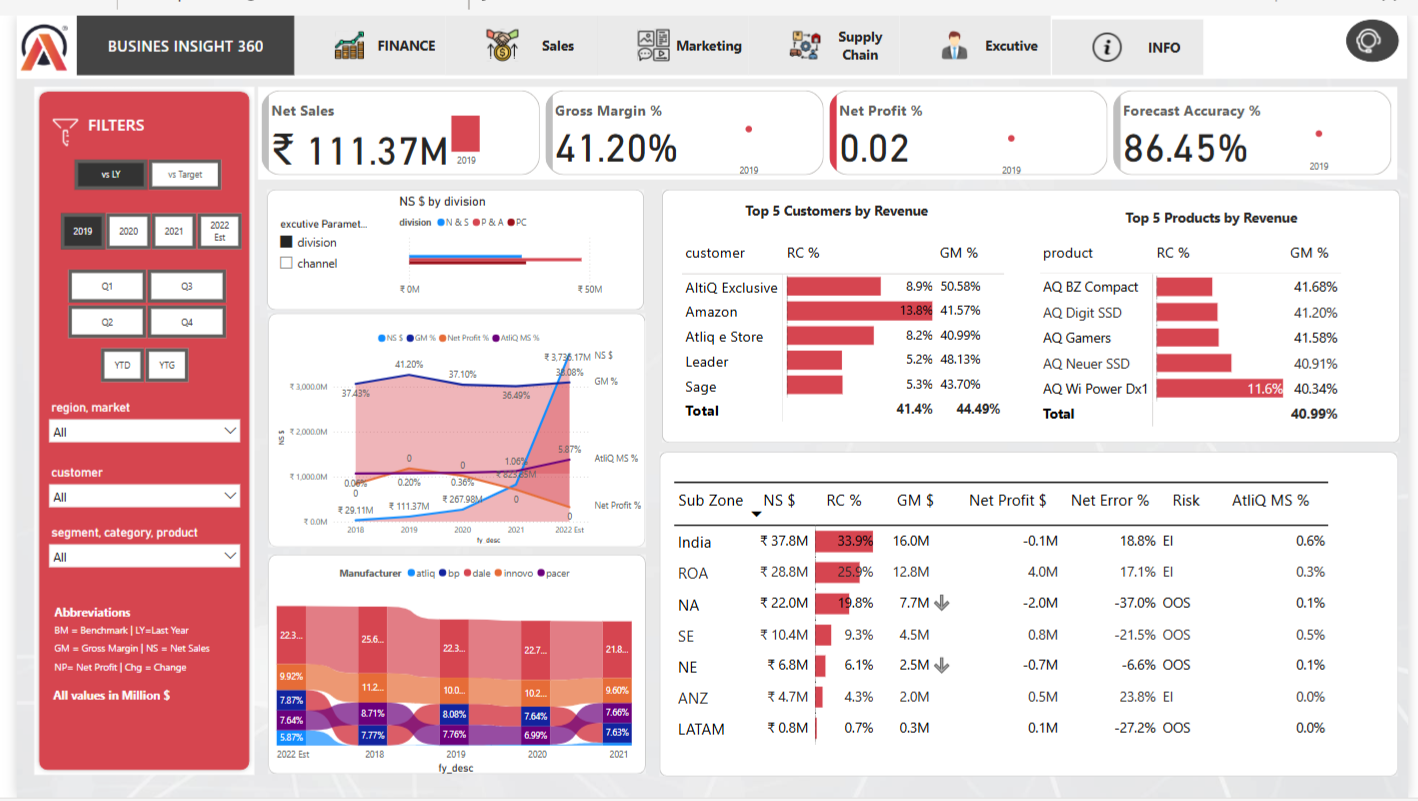 BUSINES INSIGHT 360
FINANCE
Sales
Marketing
Supply
Chain
Excutive
INFO
FILTERS
vs LY
vs Target
2019
2020
2021
2022
Est
Q1
Q3
Q2
Q4
YTD
YTG
region, market
All
customer
All
segment, category, product
All
Abbreviations
BM = Benchmark | LY=Last Year
GM = Gross Margin | NS = Net Sales
NP= Net Profit | Chg = Change
All values in Million $
Net Sales
₹ 111.37M
2019
Gross Margin %
41.20%
2019
Net Profit %
0.02
2019
Forecast Accuracy %
86.45%
2019
NS $ by division
excutive Paramet...
division
channel
division N & S P & A PC
₹ 0M ₹ 50M
NS $ GM % Net Profit % AtliQ MS %
₹ 3,000.0M
₹ 2,000.0M
₹ 1,000.0M
₹ 0.0M
NS $
37.43%
41.20%
37.10%
36.49%
NS $
GM %
5.87%
AtliQ MS %
Net Profit %
0
0
1.06%
0.20%
0.36%
0
0
0
₹ 29.11M
₹ 111.37M
₹ 267.98M
2018 2019 2020 2021 2022 Est
fy_desc
Manufacturer atliq bp dale innovo pacer
22.3... 25.6... 22.3... 22.7... 21.8...
9.92% 11.2... 10.0... 10.2... 9.60%
7.87% 8.71% 8.08% 7.64% 7.66%
7.64% 7.77% 7.76% 6.99% 7.63%
5.87%
2022 Est 2018 2019 2020 2021
fy_desc
Top 5 Customers by Revenue
customer RC % GM %
AltiQ Exclusive 8.9% 50.58%
Amazon 13.8% 41.57%
Atliq e Store 8.2% 40.99%
Leader 5.2% 48.13%
Sage 5.3% 43.70%
Total 41.4% 44.49%
Top 5 Products by Revenue
product RC % GM %
AQ BZ Compact 41.68%
AQ Digit SSD 41.20%
AQ Gamers 41.58%
AQ Neuer SSD 40.91%
AQ Wi Power Dx1 11.6% 40.34%
Total 40.99%
Sub Zone NS $ RC % GM $ Net Profit $ Net Error % Risk AtliQ MS %
India ₹ 37.8M 33.9% 16.0M -0.1M 18.8% EI 0.6%
ROA ₹ 28.8M 25.9% 12.8M 4.0M 17.1% EI 0.3%
NA ₹ 22.0M 19.8% 7.7M -2.0M -37.0% OOS 0.1%
SE ₹ 10.4M 9.3% 4.5M 0.8M -21.5% OOS 0.5%
NE ₹ 6.8M 6.1% 2.5M -0.7M -6.6% OOS 0.1%
ANZ ₹ 4.7M 4.3% 2.0M 0.5M 23.8% EI 0.0%
LATAM ₹ 0.8M 0.7% 0.3M 0.1M -27.2% OOS 0.0%